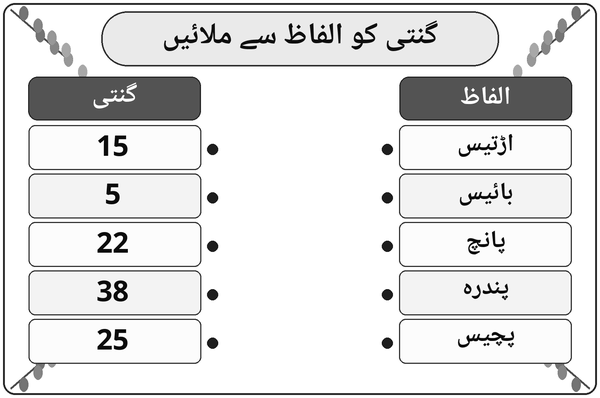 گنتی کو الفاظ سے ملائیں
الفاظ گنتی
اڑتیس 15
بائیس 5
پانچ 22
پندرہ 38
پچیس 25